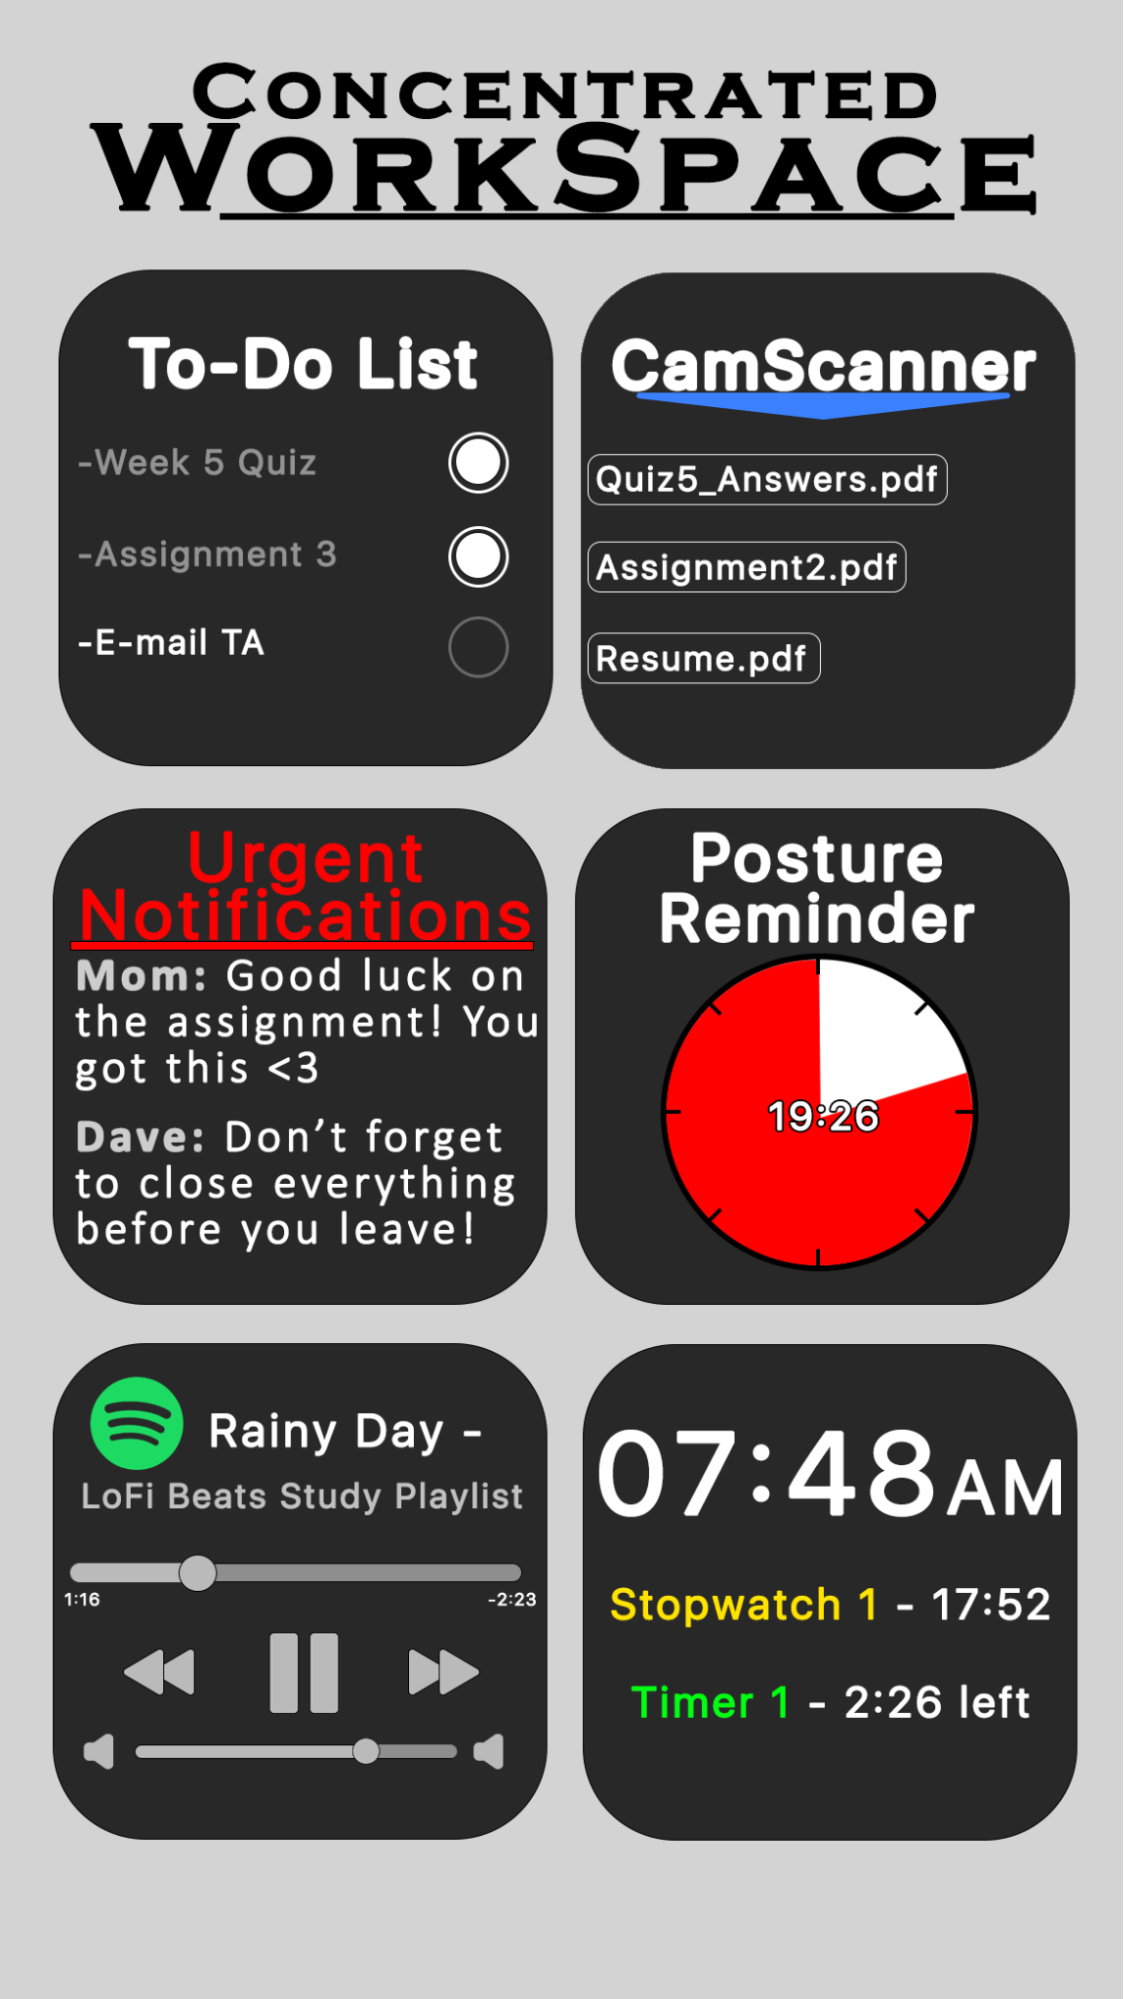 CONCENTRATED
WORKSPACE
To-Do List
-Week 5 Quiz
-Assignment 3
-E-mail TA
CamScanner
Quiz5_Answers.pdf
Assignment2.pdf
Resume.pdf
Urgent
Notifications
Mom: Good luck on
the assignment! You
got this <3
Dave: Don’t forget
to close everything
before you leave!
Posture
Reminder
19:26
Rainy Day -
LoFi Beats Study Playlist
1:16
-2:23
07:48AM
Stopwatch 1 - 17:52
Timer 1 - 2:26 left